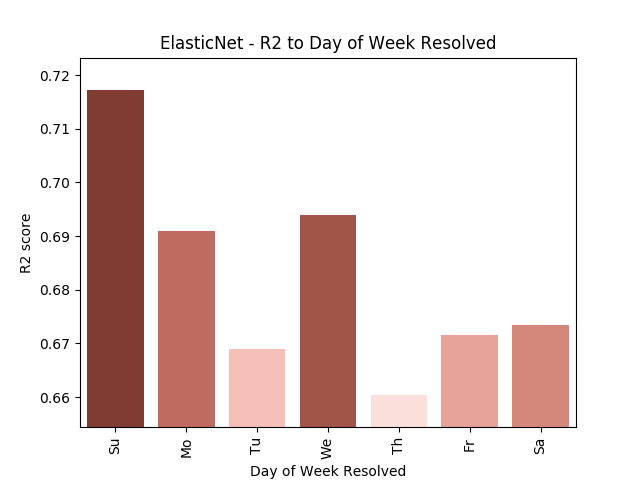 ElasticNet - R2 to Day of Week Resolved
0.72
0.71
0.70
0.69
0.68
0.67
0.66
R2 score
Su
Mo
Tu
We
Th
Fr
Sa
Day of Week Resolved